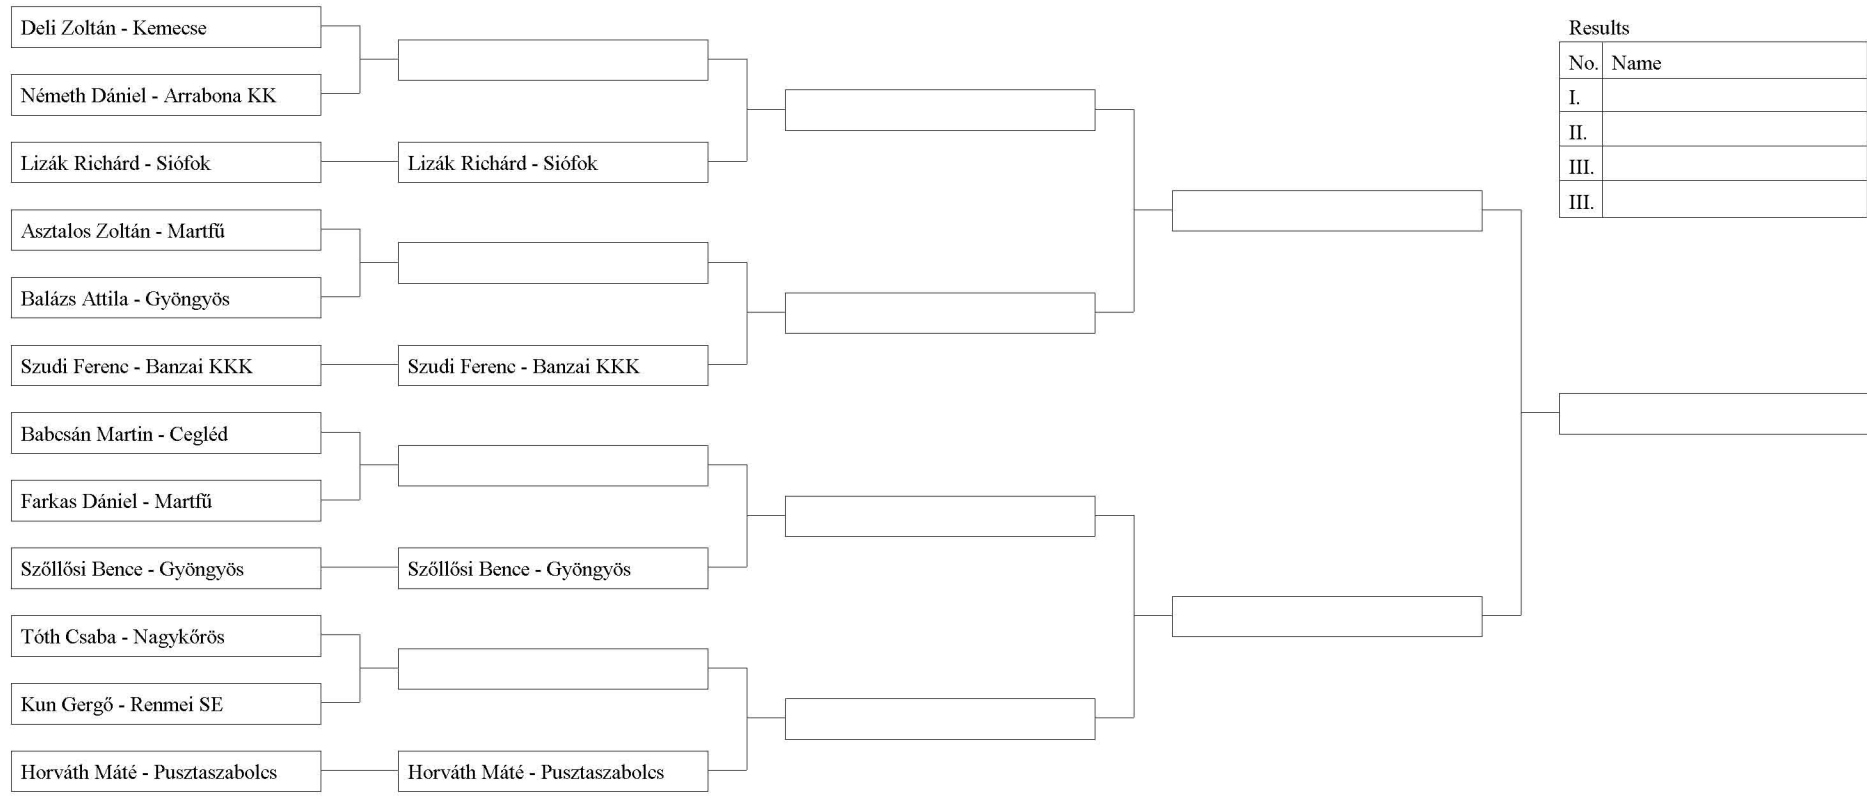 Deli Zoltán - Kemecse
Németh Dániel - Arrabona KK
Lizák Richárd - Siófok
Asztalos Zoltán - Martfű
Balázs Attila - Gyöngyös
Szudi Ferenc - Banzai KKK
Babcsán Martin - Cegléd
Farkas Dániel - Martfű
Szőllősi Bence - Gyöngyös
Tóth Csaba - Nagykőrös
Kun Gergő - Renmei SE
Horváth Máté - Pusztaszabolcs
Lizák Richárd - Siófok
Szudi Ferenc - Banzai KKK
Szőllősi Bence - Gyöngyös
Horváth Máté - Pusztaszabolcs
Results
No. Name
I.
II.
III.
III.